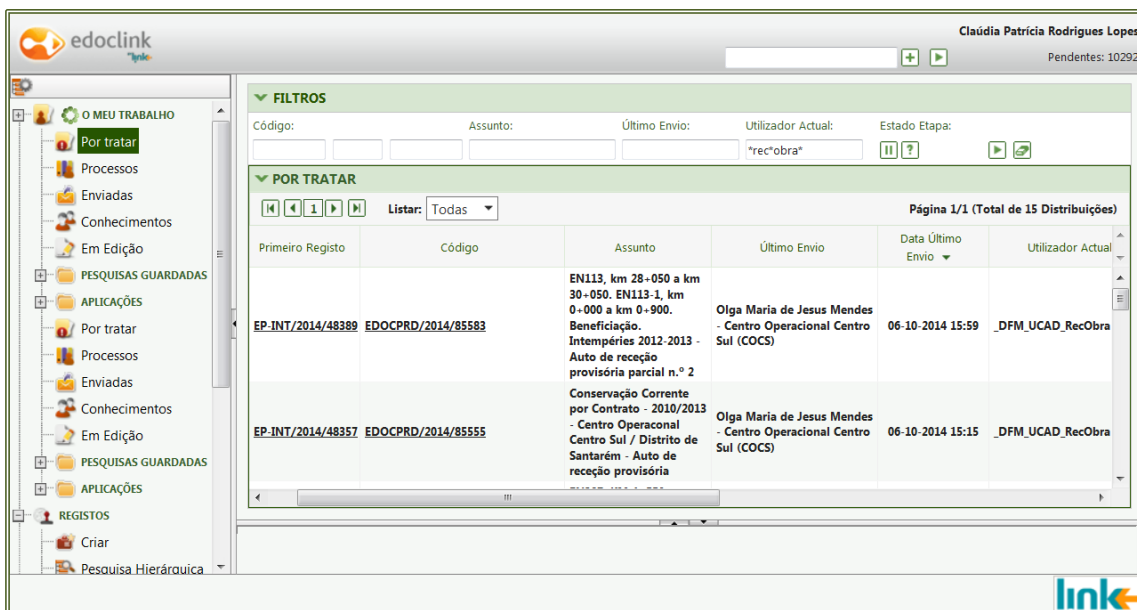 edoclink
by link
Claúdia Patrícia Rodrigues Lopes
Pendentes: 10292
O MEU TRABALHO
Por tratar
Processos
Enviadas
Conhecimentos
Em Edição
PESQUISAS GUARDADAS
APLICAÇÕES
Por tratar
Processos
Enviadas
Conhecimentos
Em Edição
PESQUISAS GUARDADAS
APLICAÇÕES
REGISTOS
Criar
Pesquisa Hierárquica
FILTROS
Código: Assunto: Último Envio: Utilizador Actual: Estado Etapa:
*rec*obra*
POR TRATAR
1 Listar: Todas Página 1/1 (Total de 15 Distribuições)
Primeiro Registo Código Assunto Último Envio Data Último Envio Utilizador Actual
EP-INT/2014/48389 EDOCPRD/2014/85583
EN113, km 28+050 a km
30+050. EN113-1, km
0+000 a km 0+900.
Beneficiação.
Intempéries 2012-2013 -
Auto de receção
provisória parcial n.º 2
Olga Maria de Jesus Mendes
- Centro Operacional Centro
Sul (COCS)
06-10-2014 15:59 _DFM_UCAD_RecObra
EP-INT/2014/48357 EDOCPRD/2014/85555
Conservação Corrente
por Contrato - 2010/2013
- Centro Operaconal
Centro Sul / Distrito de
Santarém - Auto de
receção provisória
Olga Maria de Jesus Mendes
- Centro Operacional Centro
Sul (COCS)
06-10-2014 15:15 _DFM_UCAD_RecObra
link